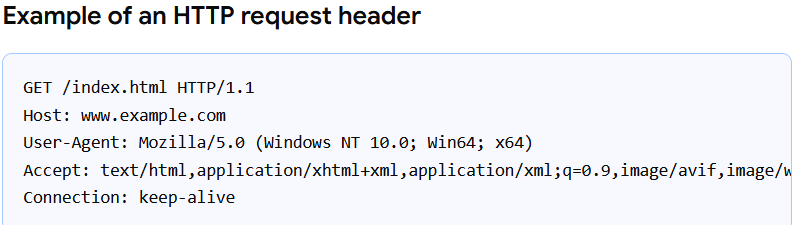 Example of an HTTP request header
GET /index.html HTTP/1.1
Host: www.example.com
User-Agent: Mozilla/5.0 (Windows NT 10.0; Win64; x64)
Accept: text/html,application/xhtml+xml,application/xml;q=0.9,image/avif,image/w
Connection: keep-alive